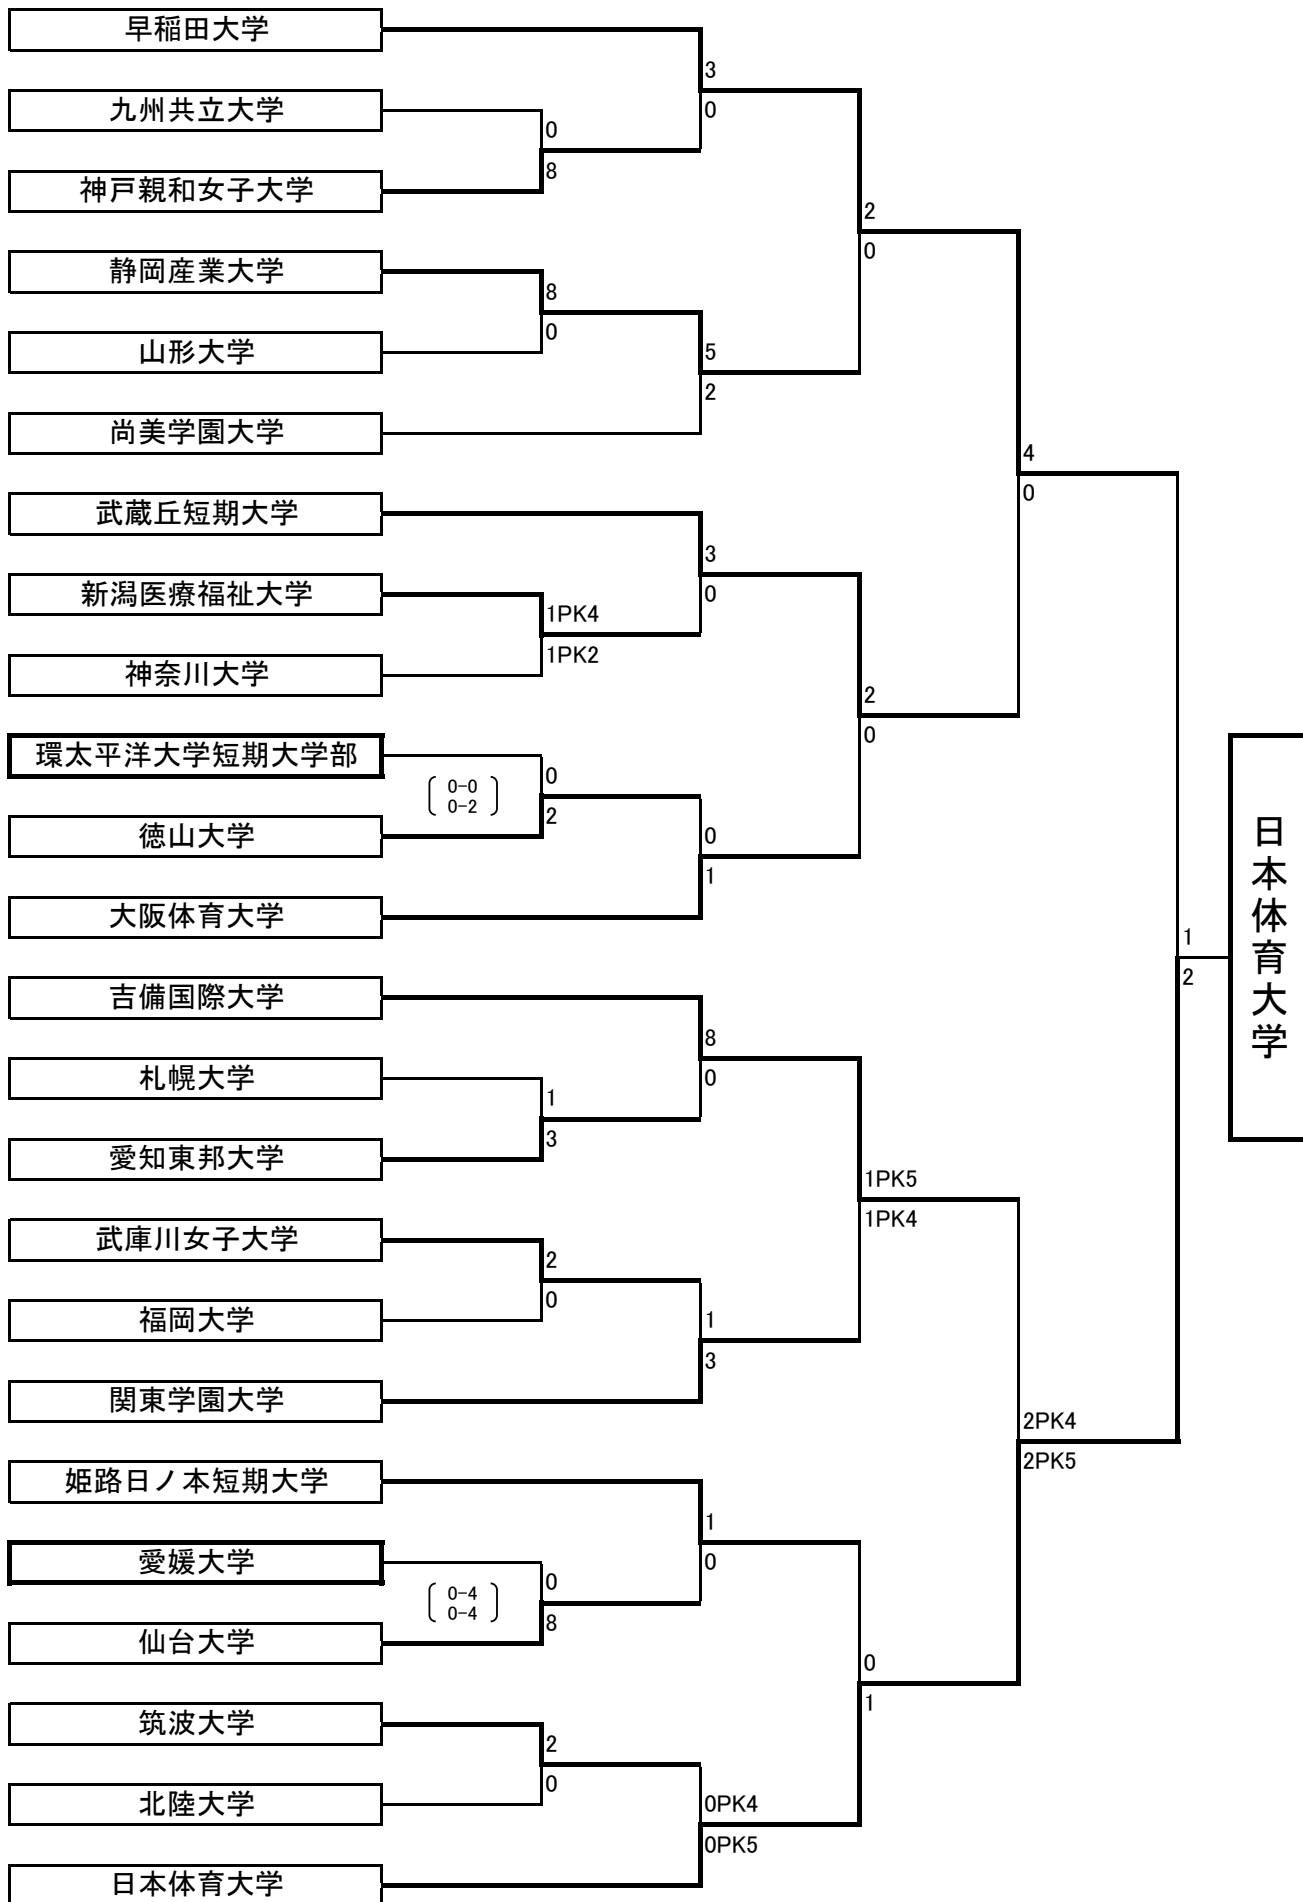 早稲田大学
3
九州共立大学
0
0
8
神戸親和女子大学
2
0
静岡産業大学
8
0
山形大学
5
2
尚美学園大学
4
0
武蔵丘短期大学
3
0
新潟医療福祉大学
1PK4
1PK2
神奈川大学
2
0
環太平洋大学短期大学部
0-0
0-2
0
2
徳山大学
0
1
大阪体育大学
1
2
日本体育大学
吉備国際大学
8
0
札幌大学
1
3
愛知東邦大学
1PK5
1PK4
武庫川女子大学
2
0
福岡大学
1
3
関東学園大学
2PK4
2PK5
姫路日ノ本短期大学
1
0
愛媛大学
0-4
0-4
0
8
仙台大学
0
1
筑波大学
2
0
北陸大学
0PK4
0PK5
日本体育大学